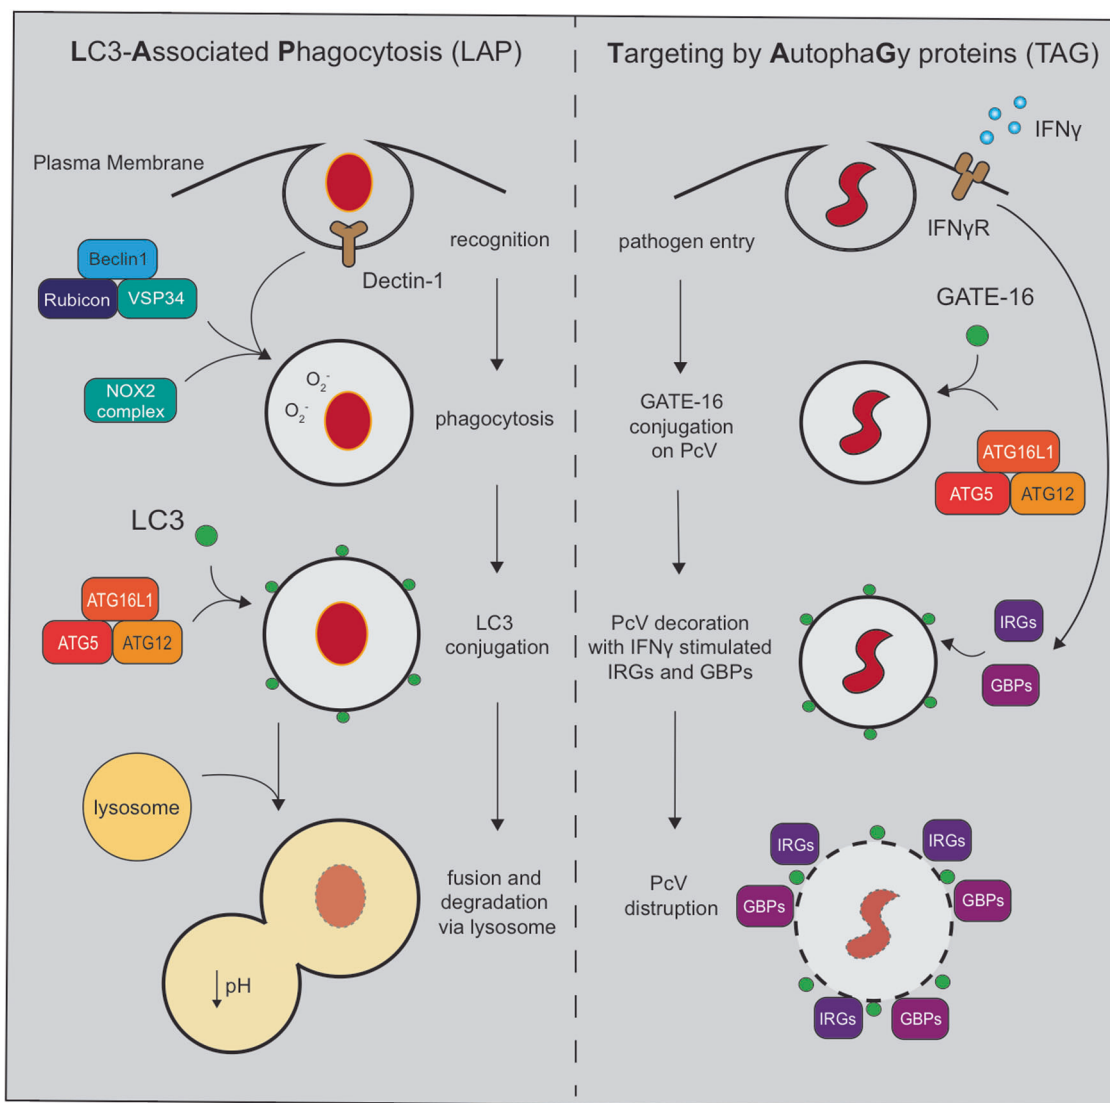 LC3-Associated Phagocytosis (LAP)
Plasma Membrane
recognition
Dectin-1
Beclin1
Rubicon
VSP34
NOX2
complex
O2-
O2-
phagocytosis
LC3
ATG16L1
ATG5
ATG12
LC3
conjugation
lysosome
fusion and
degradation
via lysosome
pH
Targeting by AutophaGy proteins (TAG)
IFNγ
IFNγR
pathogen entry
GATE-16
GATE-16
conjugation
on PcV
ATG16L1
ATG5
ATG12
PcV decoration
with IFNγ stimulated
IRGs and GBPs
IRGs
GBPs
PcV
distruption
IRGs
IRGs
GBPs
GBPs
IRGs
GBPs